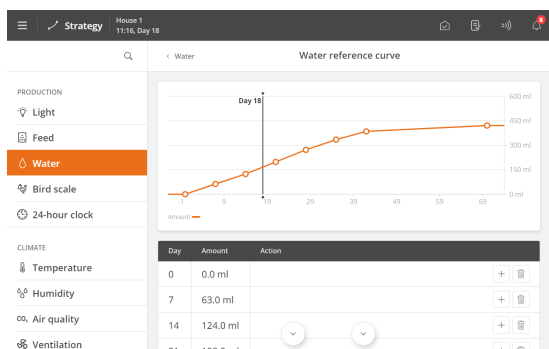 Strategy
House 1
11:16, Day 18
8
‹ Water
Water reference curve
PRODUCTION
Light
Feed
Water
Bird scale
24-hour clock
CLIMATE
Temperature
Humidity
CO₂ Air quality
Ventilation
Day 18
600 ml
450 ml
300 ml
150 ml
0 ml
-1 9 19 29 39 49 59 69
Amount
Day Amount Action
0 0.0 ml
7 63.0 ml
14 124.0 ml